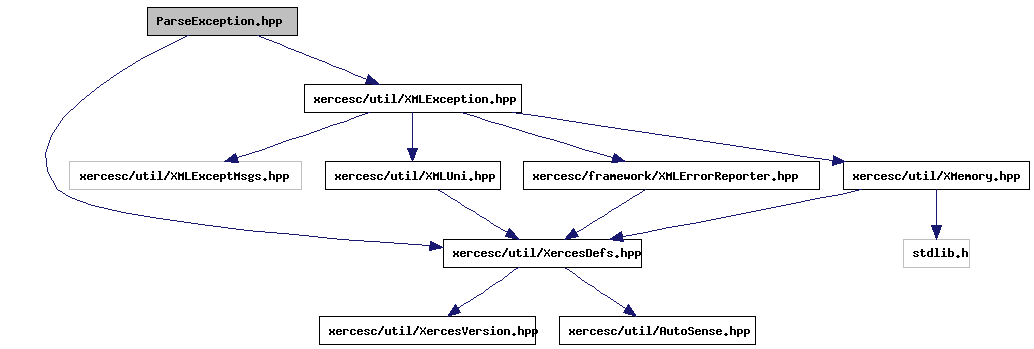 ParseException.hpp
xercesc/util/XMLException.hpp
xercesc/util/XMLExceptMsgs.hpp
xercesc/util/XMLUni.hpp
xercesc/framework/XMLErrorReporter.hpp
xercesc/util/XMemory.hpp
xercesc/util/XercesDefs.hpp
stdlib.h
xercesc/util/XercesVersion.hpp
xercesc/util/AutoSense.hpp